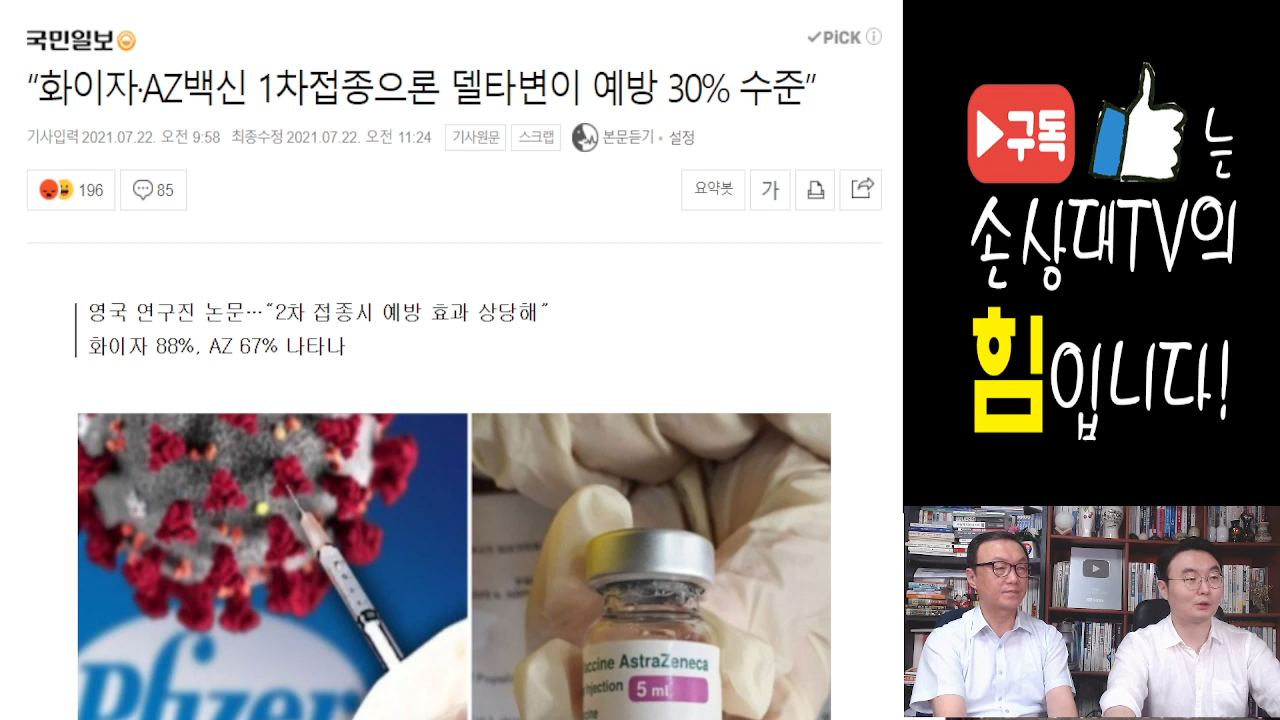 국민일보
PiCK
“화이자·AZ백신 1차접종으론 델타변이 예방 30% 수준”
기사입력 2021.07.22. 오전 9:58 최종수정 2021.07.22. 오전 11:24 기사원문 스크랩 본문듣기 · 설정
196 85 요약봇 가
영국 연구진 논문…“2차 접종시 예방 효과 상당해”
화이자 88%, AZ 67% 나타나
Pfizer
accine AstraZeneca
injection 5 ml
ccine
구독 는
손상대TV의
힘입니다!